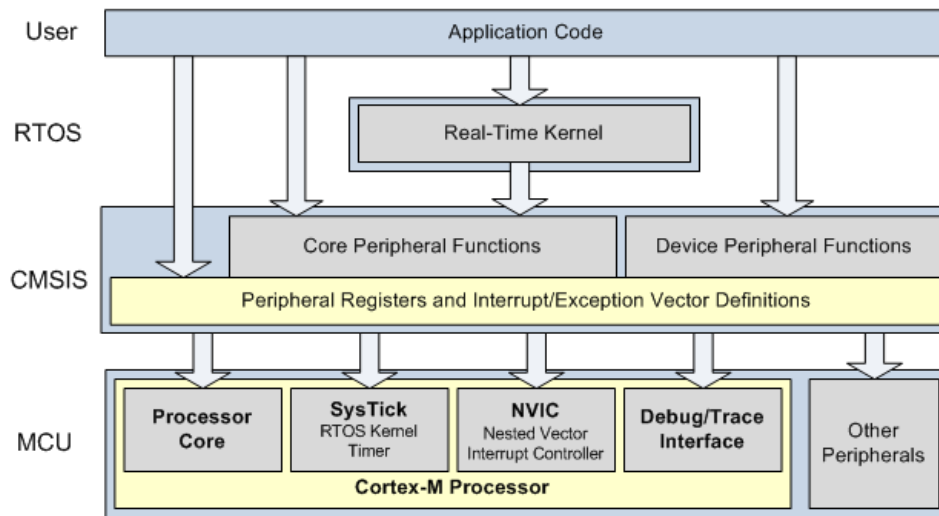 User
Application Code
RTOS
Real-Time Kernel
CMSIS
Core Peripheral Functions
Device Peripheral Functions
Peripheral Registers and Interrupt/Exception Vector Definitions
MCU
Processor
Core
SysTick
RTOS Kernel
Timer
NVIC
Nested Vector
Interrupt Controller
Debug/Trace
Interface
Other
Peripherals
Cortex-M Processor